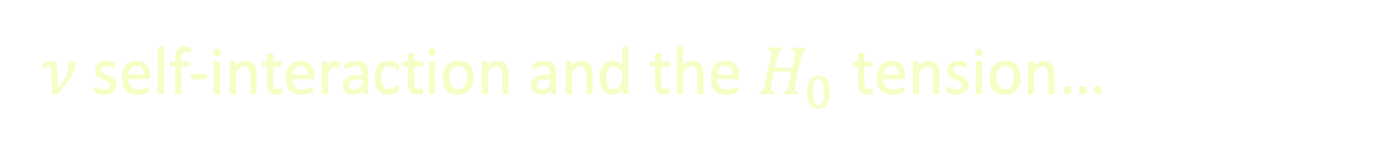 ν self-interaction and the H₀ tension...